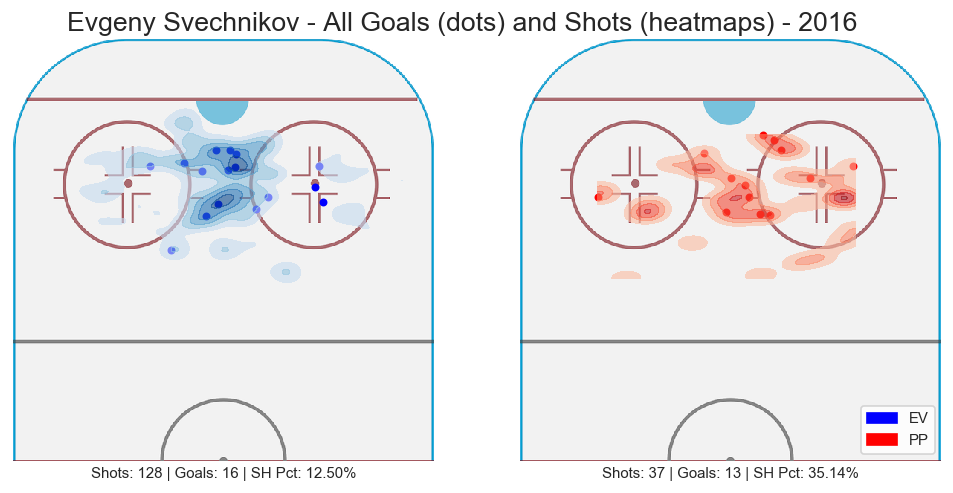 Evgeny Svechnikov - All Goals (dots) and Shots (heatmaps) - 2016
EV
PP
Shots: 128 | Goals: 16 | SH Pct: 12.50%
Shots: 37 | Goals: 13 | SH Pct: 35.14%